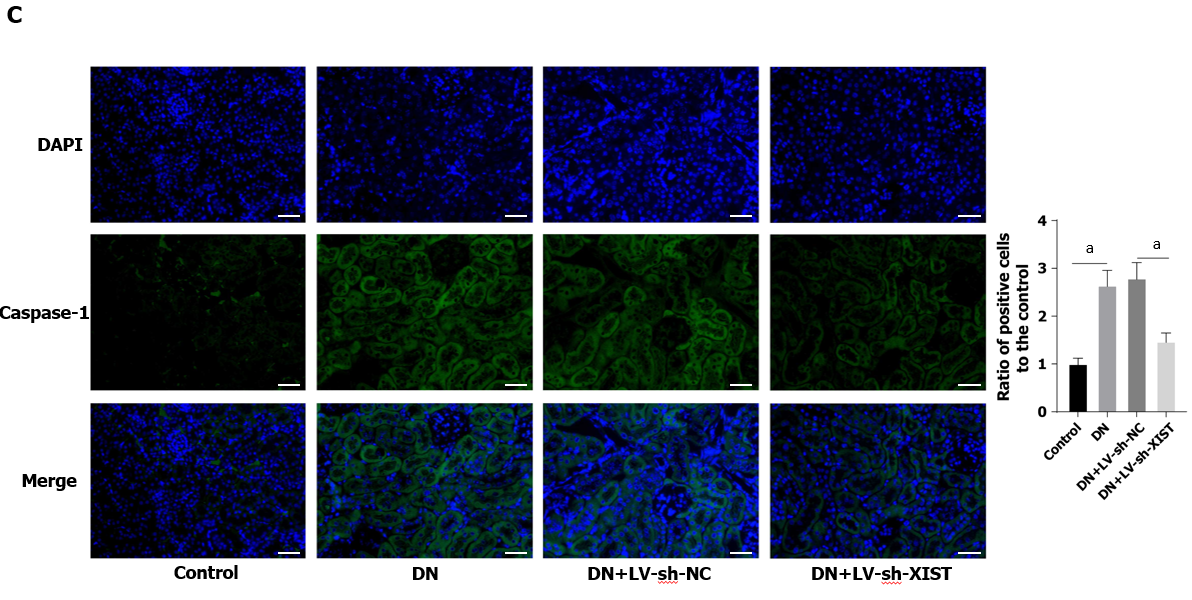 C
DAPI
Caspase-1
Merge
Control
DN
DN+LV-sh-NC
DN+LV-sh-XIST
Ratio of positive cells
to the control
4
3
2
1
0
a
a
Control
DN
DN+LV-sh-NC
DN+LV-sh-XIST